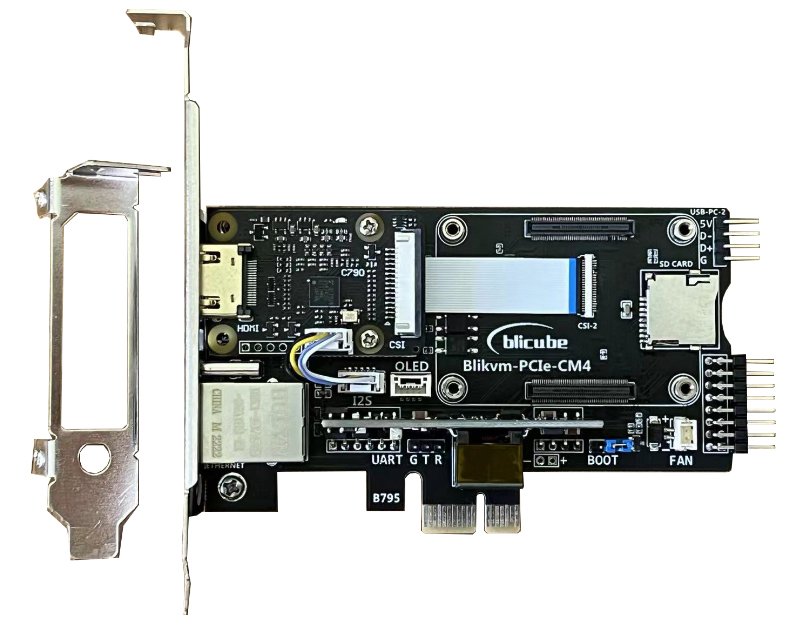 USB-PC-2
5V
D-
D+
G
SD CARD
C790
HDMI
CSI
CSI-2
blicube
Blikvm-PCIe-CM4
OLED
I2S
CHINA M 2222
ETHERNET
UART G T R
+
BOOT
+
FAN
B795